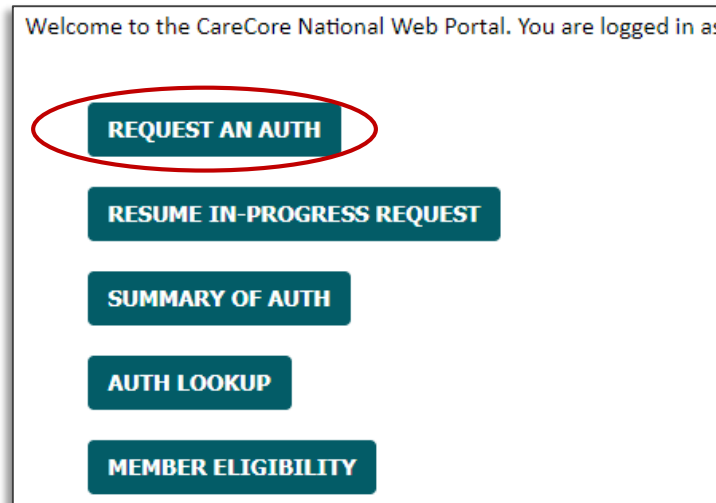 Welcome to the CareCore National Web Portal. You are logged in as
REQUEST AN AUTH
RESUME IN-PROGRESS REQUEST
SUMMARY OF AUTH
AUTH LOOKUP
MEMBER ELIGIBILITY